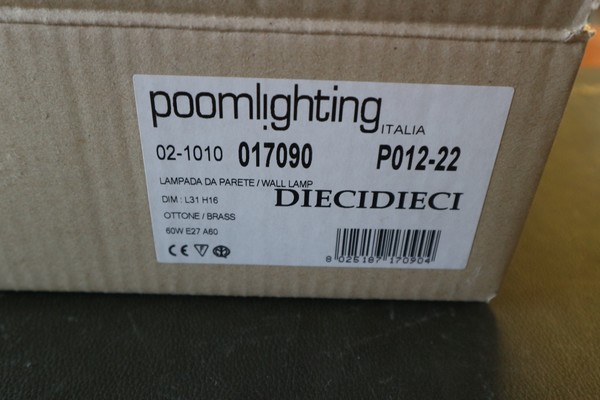 poomlighting
ITALIA
02-1010 017090 P012-22
LAMPADA DA PARETE / WALL LAMP
DIM : L31 H16 DIECIDIECI
OTTONE / BRASS
60W E27 A60
CE
8 025187 170904